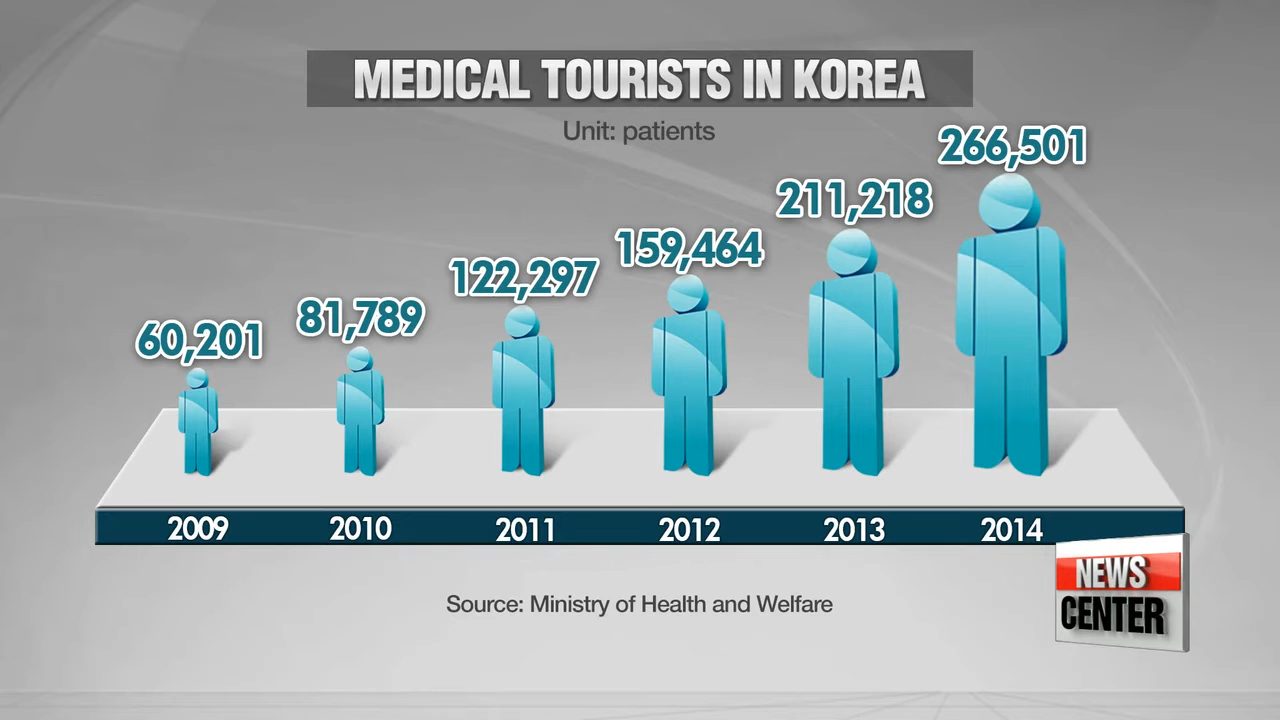 MEDICAL TOURISTS IN KOREA
Unit: patients
60,201
81,789
122,297
159,464
211,218
266,501
2009
2010
2011
2012
2013
2014
Source: Ministry of Health and Welfare
NEWS
CENTER